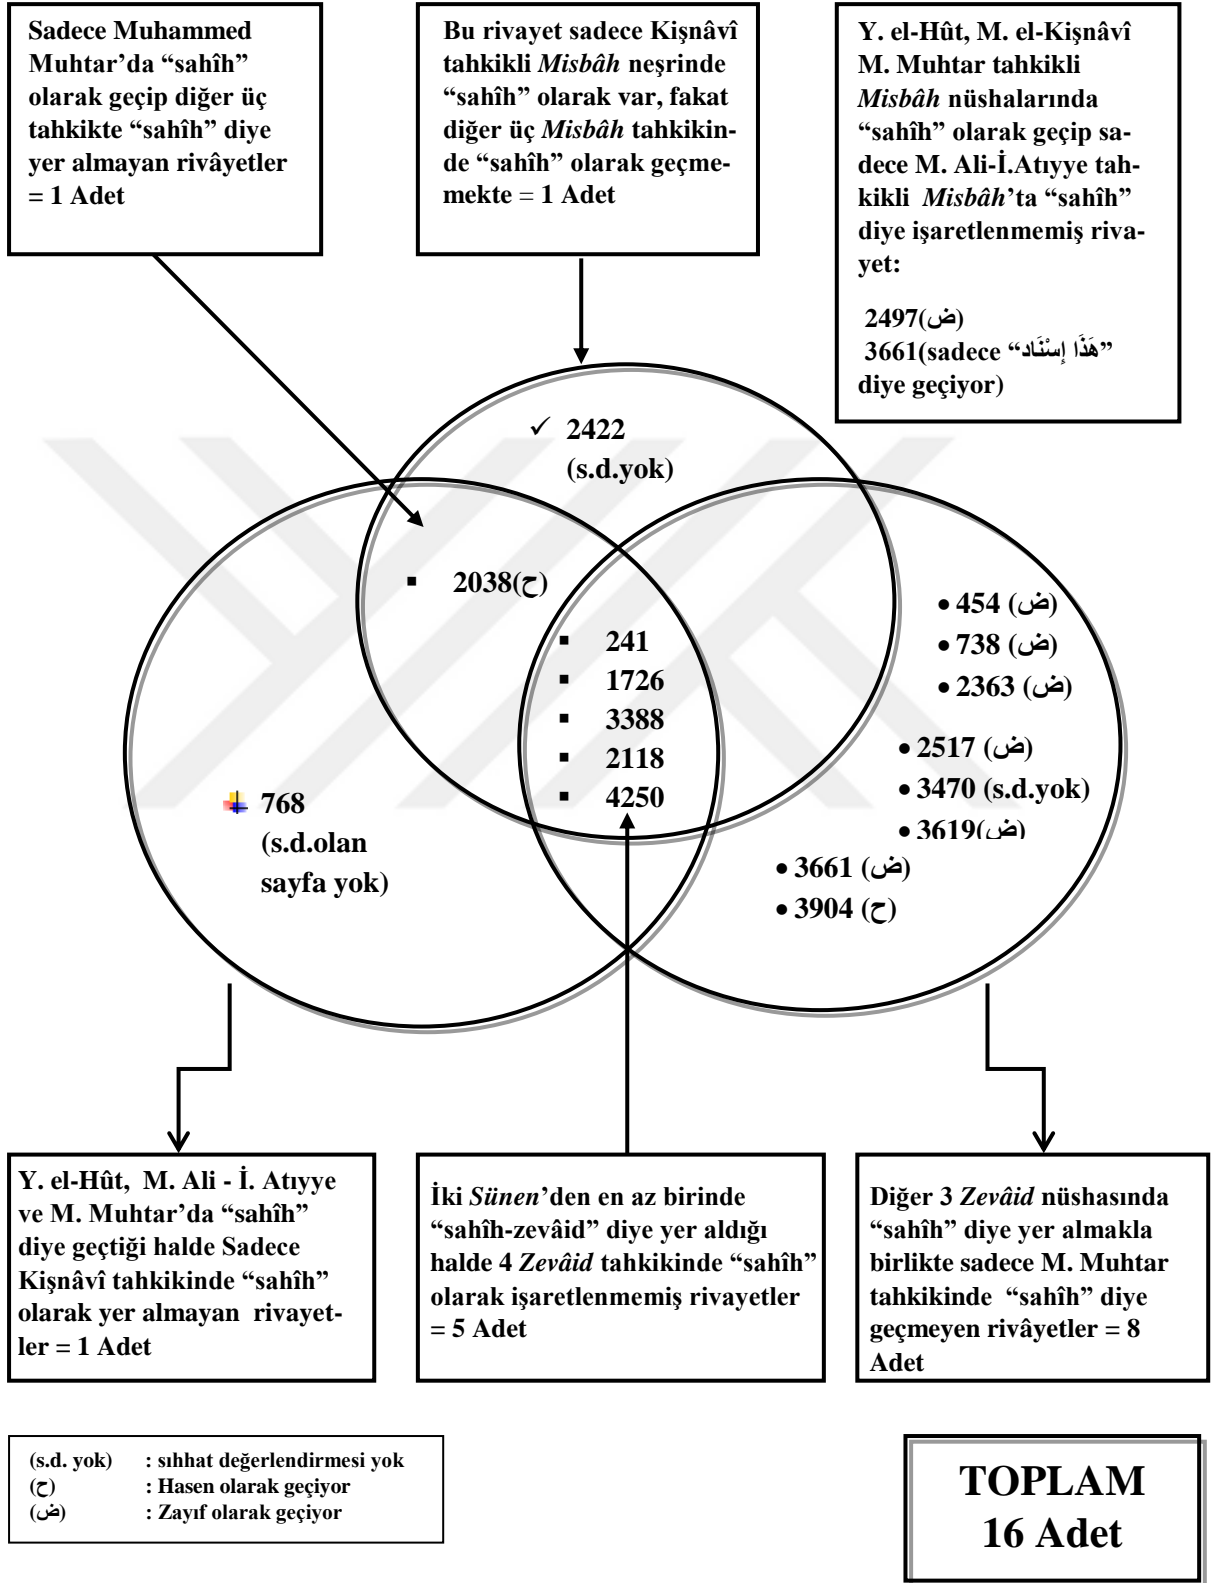 Sadece Muhammed
Muhtar’da “sahîh”
olarak geçip diğer üç
tahkikte “sahîh” diye
yer almayan rivâyetler
= 1 Adet
Bu rivayet sadece Kişnâvî
tahkikli Misbâh neşrinde
“sahîh” olarak var, fakat
diğer üç Misbâh tahkikin-
de “sahîh” olarak geçme-
mekte = 1 Adet
Y. el-Hût, M. el-Kişnâvî
M. Muhtar tahkikli
Misbâh nüshalarında
“sahîh” olarak geçip sa-
dece M. Ali-İ.Atıyye tah-
kikli Misbâh’ta “sahîh”
diye işaretlenmemiş riva-
yet:
2497(ض)
3661(sadece “هَذَا إِسْنَاد”
diye geçiyor)
✓ 2422
(s.d.yok)
▪ 2038(ح)
▪ 241
▪ 1726
▪ 3388
▪ 2118
▪ 4250
• 454 (ض)
• 738 (ض)
• 2363 (ض)
• 2517 (ض)
• 3470 (s.d.yok)
• 3619(ض)
• 3661 (ض)
• 3904 (ح)
768
(s.d.olan
sayfa yok)
Y. el-Hût, M. Ali - İ. Atıyye
ve M. Muhtar’da “sahîh”
diye geçtiği halde Sadece
Kişnâvî tahkikinde “sahîh”
olarak yer almayan rivayet-
ler = 1 Adet
İki Sünen’den en az birinde
“sahîh-zevâid” diye yer aldığı
halde 4 Zevâid tahkikinde “sahîh”
olarak işaretlenmemiş rivayetler
= 5 Adet
Diğer 3 Zevâid nüshasında
“sahîh” diye yer almakla
birlikte sadece M. Muhtar
tahkikinde “sahîh” diye
geçmeyen rivâyetler = 8
Adet
(s.d. yok) : sıhhat değerlendirmesi yok
(ح) : Hasen olarak geçiyor
(ض) : Zayıf olarak geçiyor
TOPLAM
16 Adet